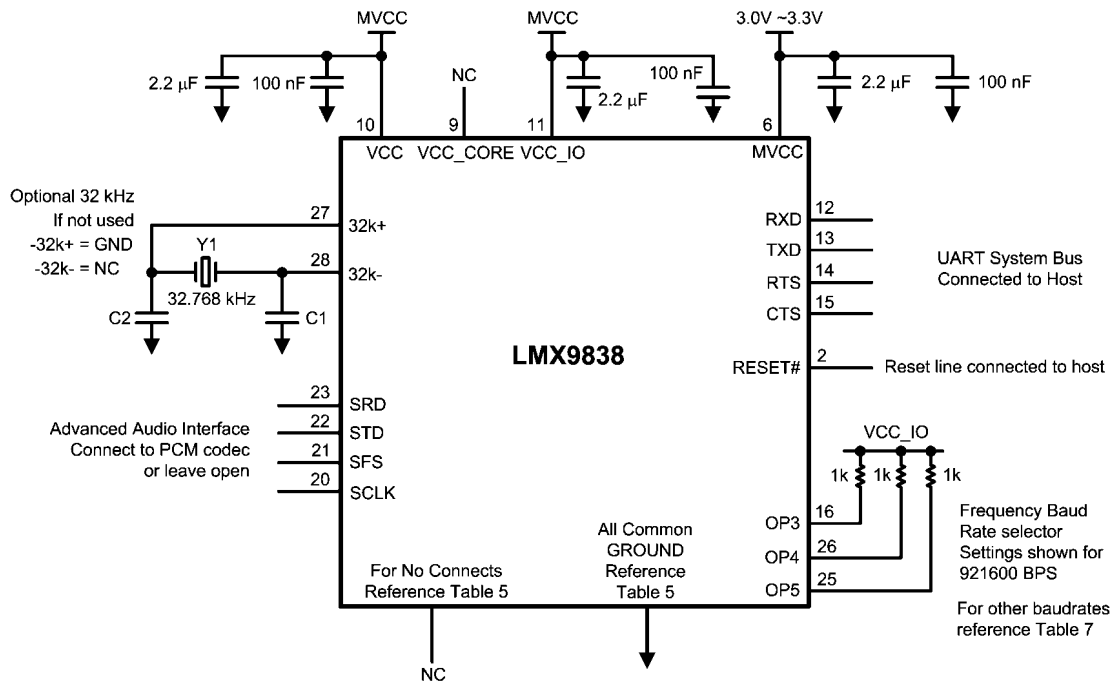 MVCC
MVCC
3.0V ~3.3V
2.2 µF
100 nF
NC
2.2 µF
100 nF
2.2 µF
100 nF
10
9
11
6
VCC
VCC_CORE
VCC_IO
MVCC
Optional 32 kHz
If not used
-32k+ = GND
-32k- = NC
27
32k+
Y1
28
32k-
32.768 kHz
C2
C1
RXD
12
TXD
13
RTS
14
CTS
15
UART System Bus
Connected to Host
LMX9838
RESET#
2
Reset line connected to host
Advanced Audio Interface
Connect to PCM codec
or leave open
23
SRD
22
STD
21
SFS
20
SCLK
VCC_IO
1k
1k
1k
OP3
16
OP4
26
OP5
25
Frequency Baud
Rate selector
Settings shown for
921600 BPS
For other baudrates
reference Table 7
For No Connects
Reference Table 5
All Common
GROUND
Reference
Table 5
NC